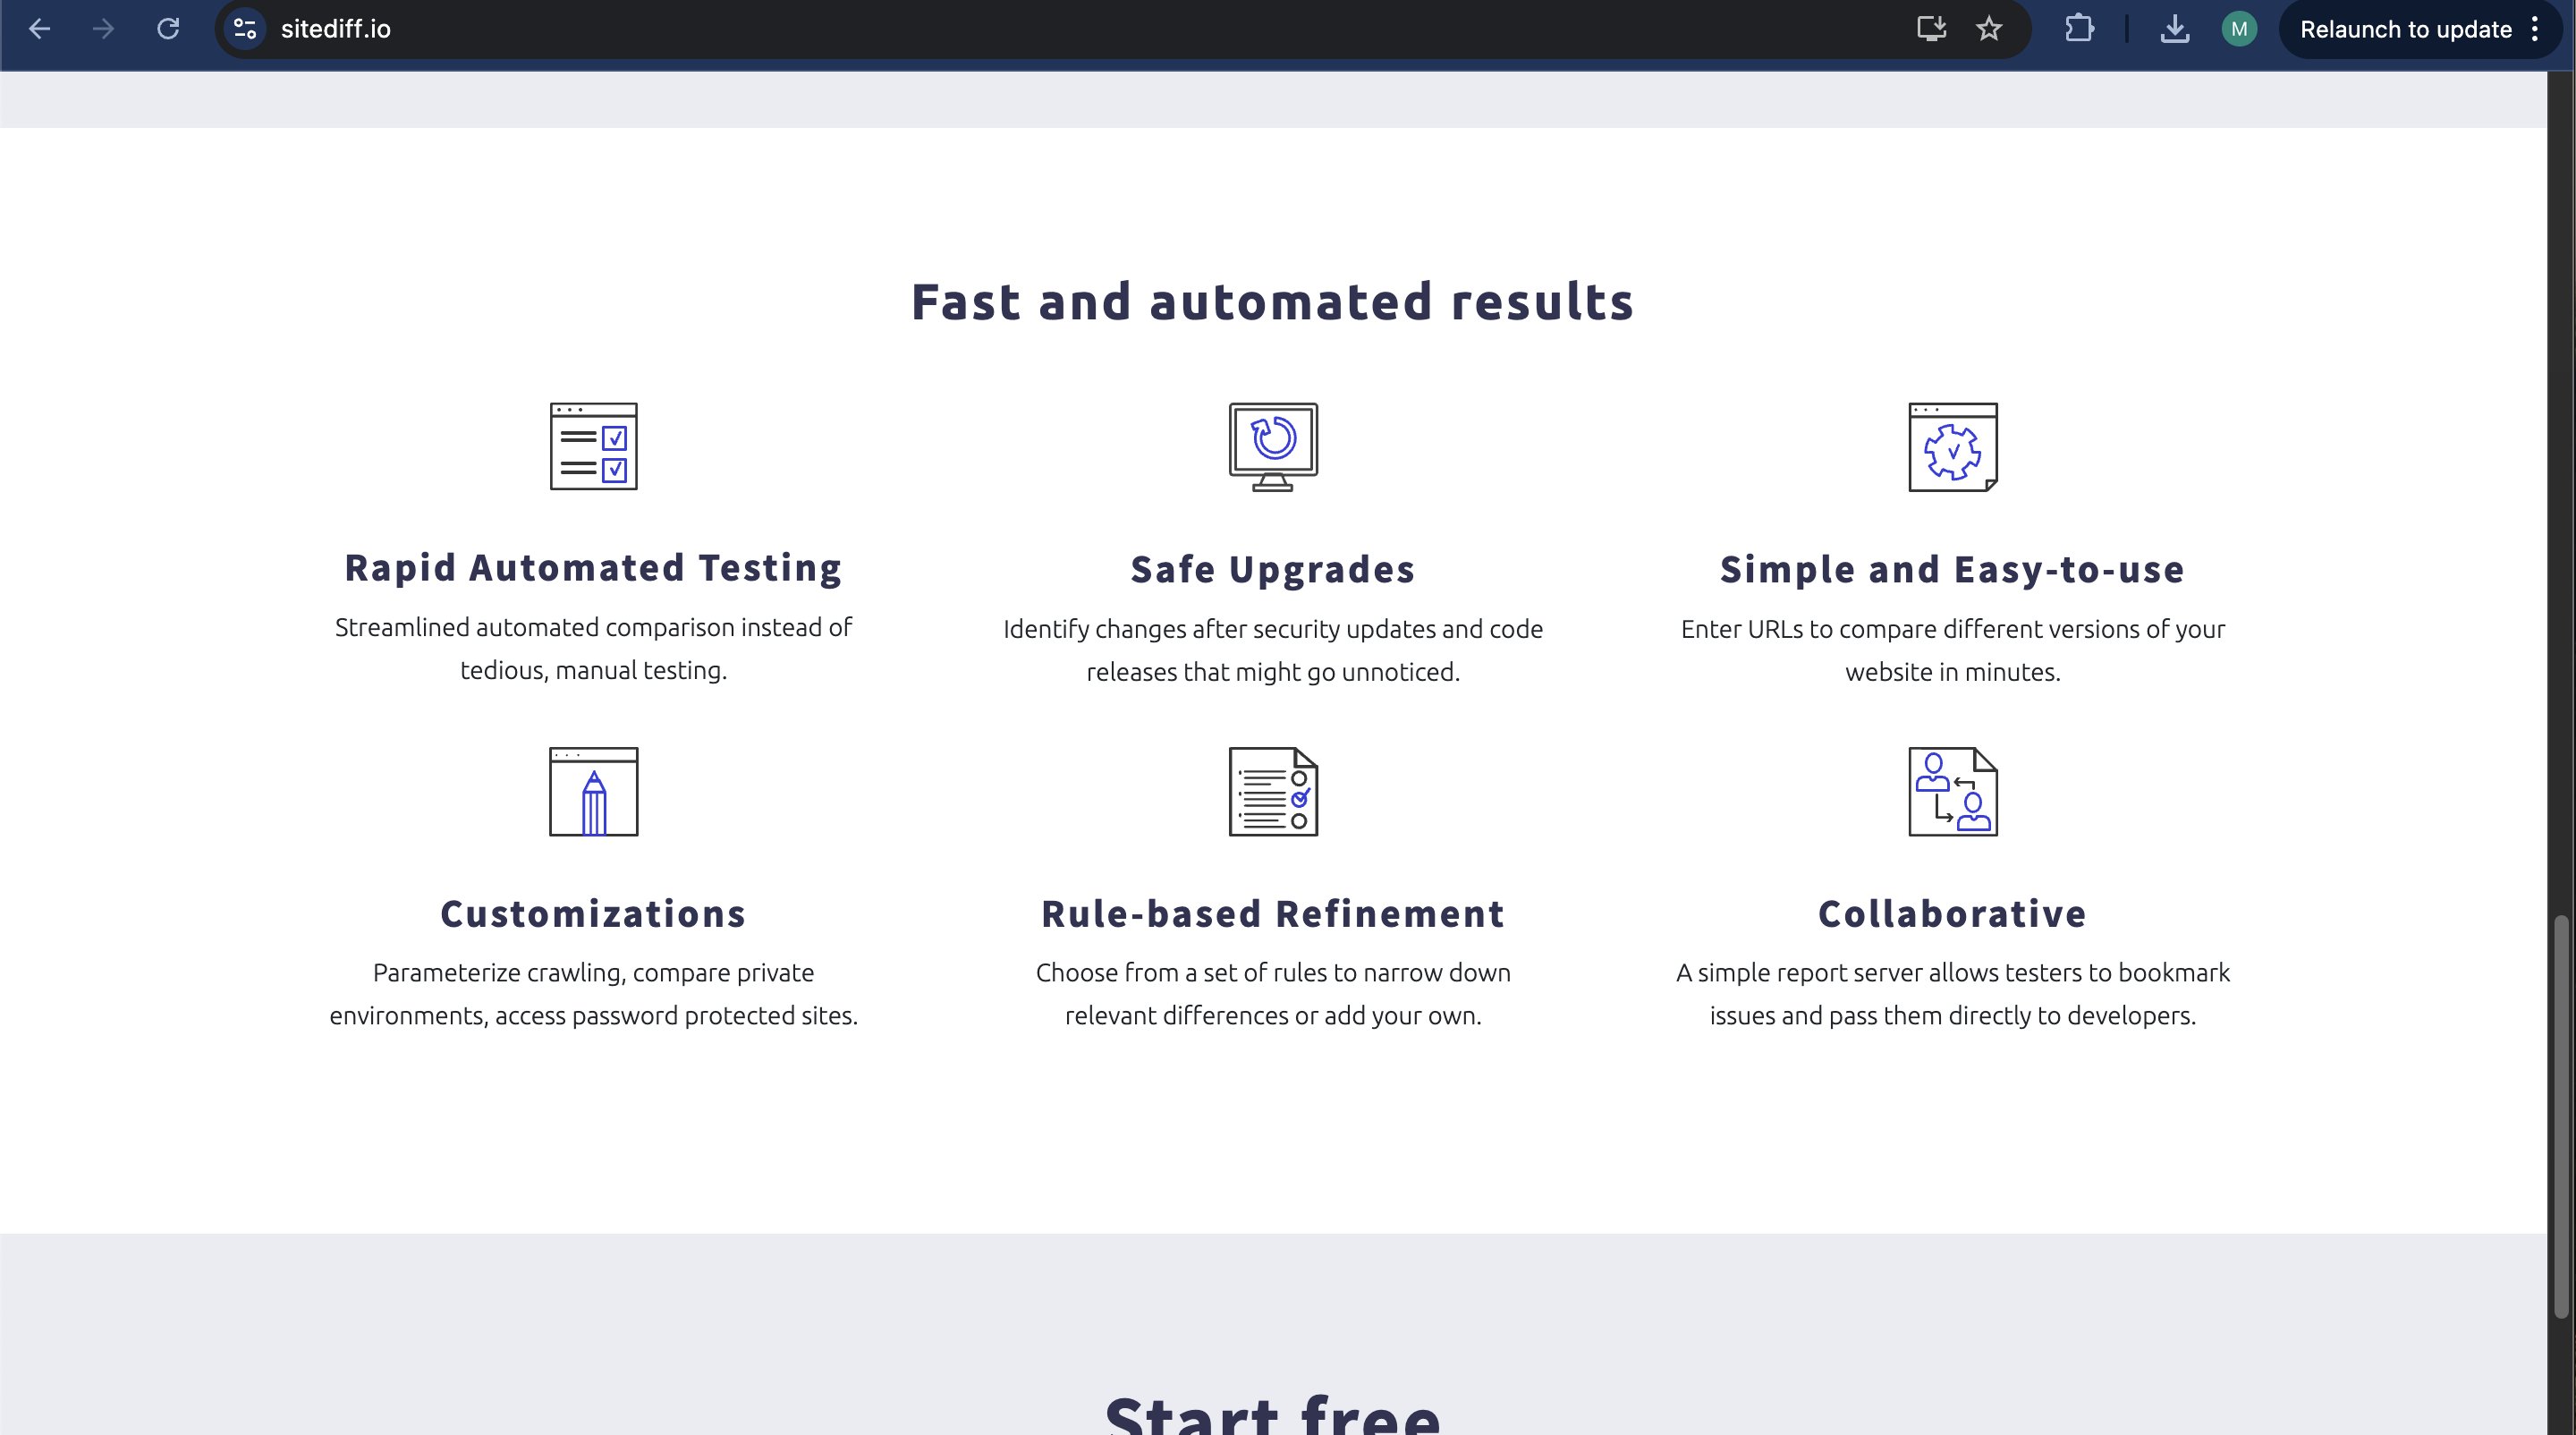 sitediff.io
M
Relaunch to update
Fast and automated results
Rapid Automated Testing
Streamlined automated comparison instead of
tedious, manual testing.
Safe Upgrades
Identify changes after security updates and code
releases that might go unnoticed.
Simple and Easy-to-use
Enter URLs to compare different versions of your
website in minutes.
Customizations
Parameterize crawling, compare private
environments, access password protected sites.
Rule-based Refinement
Choose from a set of rules to narrow down
relevant differences or add your own.
Collaborative
A simple report server allows testers to bookmark
issues and pass them directly to developers.
Start free